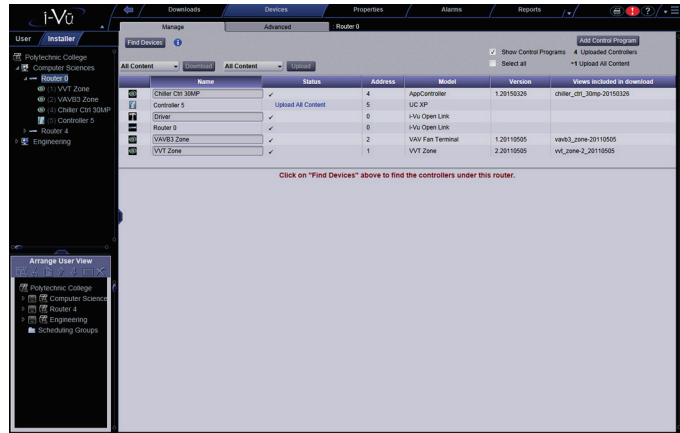 i-Vu
Downloads
Devices
Properties
Alarms
Reports
User
Installer
Manage
Advanced
Router 0
Find Devices
Add Control Program
Show Control Programs
4 Uploaded Controllers
Select all
*1 Upload All Content
All Content
Download
All Content
Upload
Name
Status
Address
Model
Version
Views included in download
Chiller Ctrl 30MP ✓ 4 AppController 1.20150326 chiller_ctrl_30mp-20150326
Controller 5 Upload All Content 5 UC XP
Driver ✓ 0 i-Vu Open Link
Router 0 ✓ 0 i-Vu Open Link
VAVB3 Zone ✓ 2 VAV Fan Terminal 1.20110505 vavb3_zone-20110505
VVT Zone ✓ 1 VVT Zone 2.20110505 vvt_zone-2_20110505
Click on "Find Devices" above to find the controllers under this router.
Polytechnic College
Computer Sciences
Router 0
(1) VVT Zone
(2) VAVB3 Zone
(4) Chiller Ctrl 30MP
(5) Controller 5
Router 4
Engineering
Arrange User View
Polytechnic College
Computer Science
Router 4
Engineering
Scheduling Groups